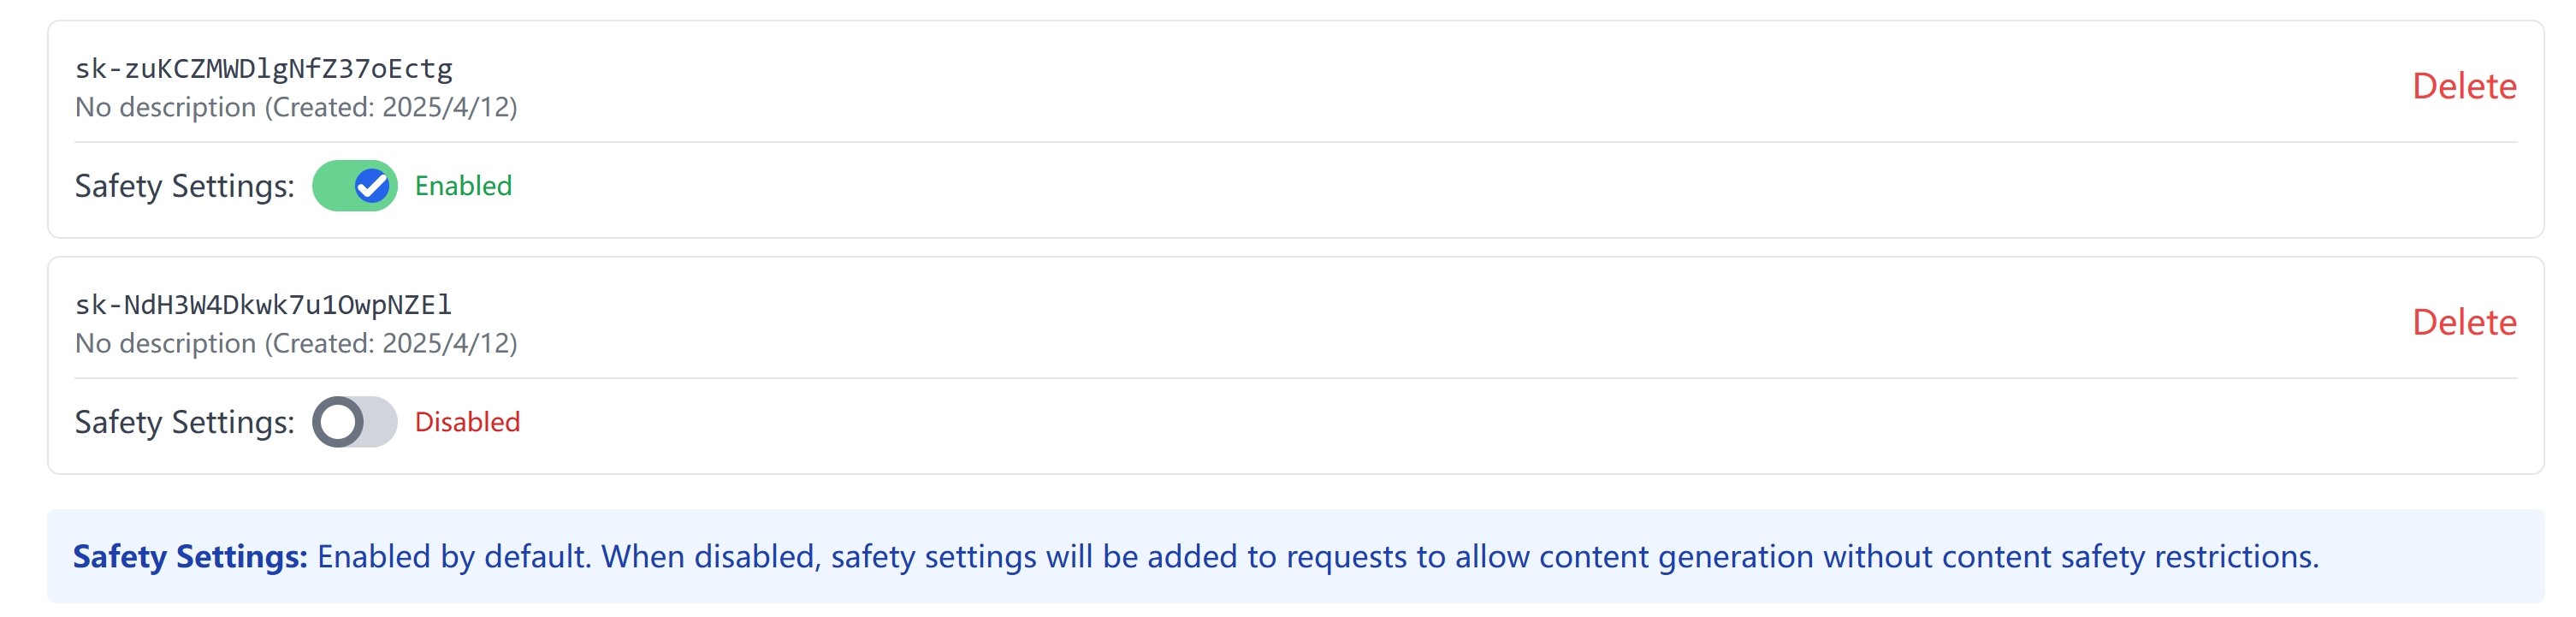 sk-zuKCZMWDlgNfZ37oEctg
Delete
No description (Created: 2025/4/12)
Safety Settings: Enabled
sk-NdH3W4Dkwk7u1OwpNZEl
Delete
No description (Created: 2025/4/12)
Safety Settings: Disabled
Safety Settings: Enabled by default. When disabled, safety settings will be added to requests to allow content generation without content safety restrictions.